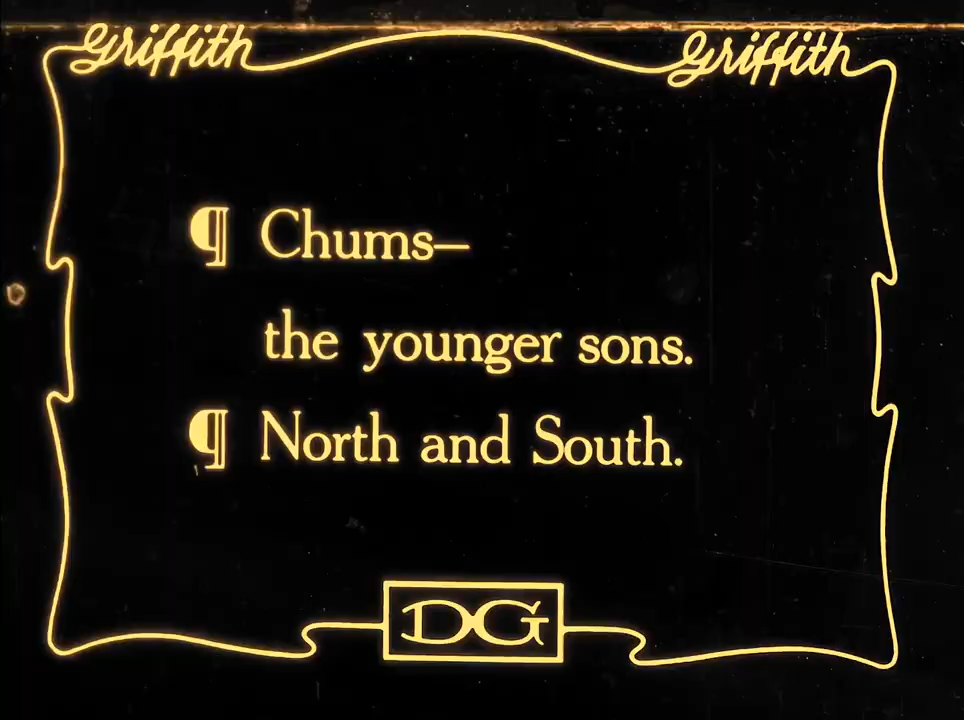 Griffith Griffith
¶ Chums—
the younger sons.
¶ North and South.
DG